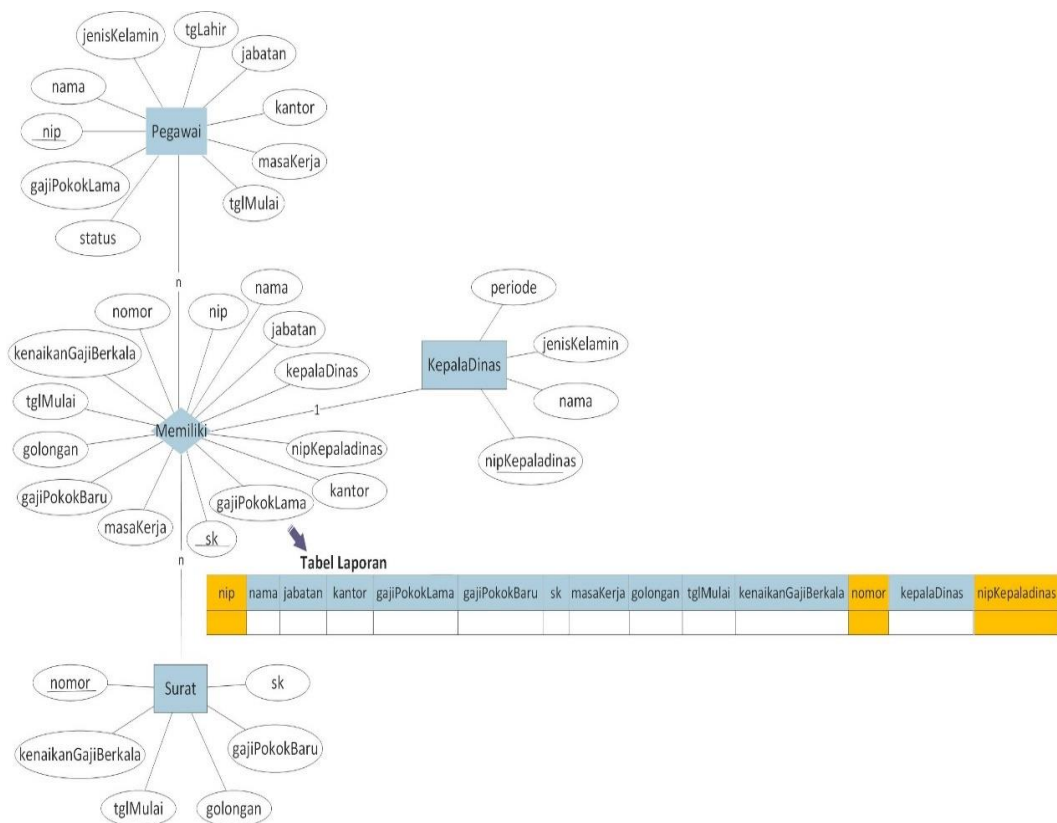 tgLahir
jenisKelamin
jabatan
nama
kantor
nip
Pegawai
masaKerja
gajiPokokLama
tglMulai
status
n
nama
nomor
nip
jabatan
kenaikanGajiBerkala
kepalaDinas
tglMulai
1
Memiliki
golongan
nipKepaladinas
gajiPokokBaru
kantor
gajiPokokLama
masaKerja
sk
n
periode
jenisKelamin
KepalaDinas
nama
nipKepaladinas
Tabel Laporan
nip nama jabatan kantor gajiPokokLama gajiPokokBaru sk masaKerja golongan tglMulai kenaikanGajiBerkala nomor kepalaDinas nipKepaladinas
nomor
Surat
sk
kenaikanGajiBerkala
gajiPokokBaru
tglMulai
golongan